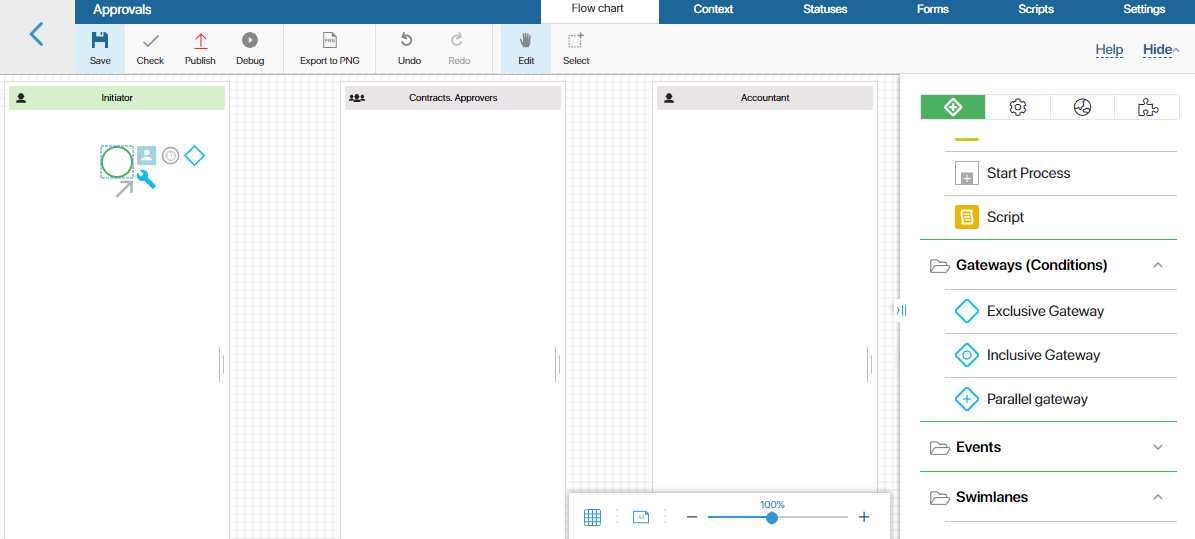 Approvals
Flow chart
Context
Statuses
Forms
Scripts
Settings
Save
Check
Publish
Debug
PNG
Export to PNG
Undo
Redo
Edit
Select
Help
Hide
Initiator
Contracts. Approvers
Accountant
Start Process
Script
Gateways (Conditions)
Exclusive Gateway
Inclusive Gateway
Parallel gateway
Events
Swimlanes
A4
100%